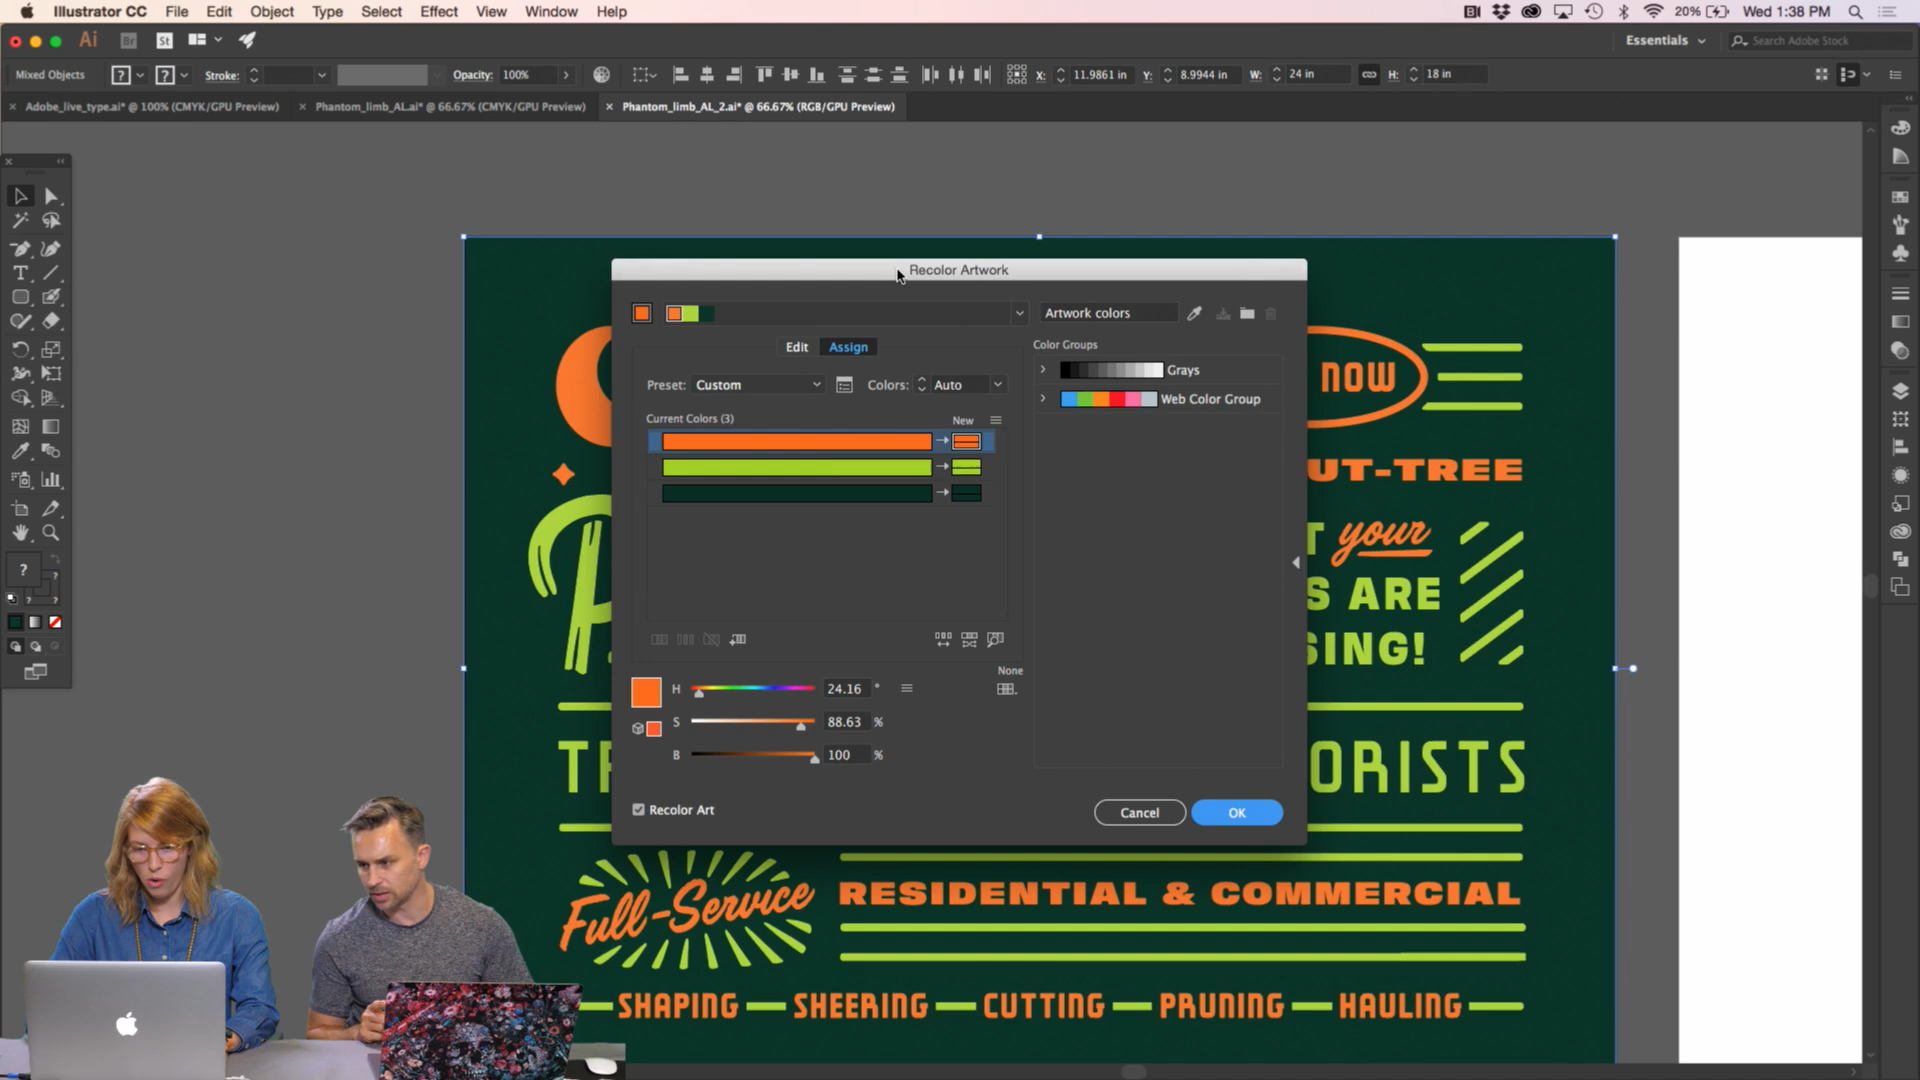 Illustrator CC File Edit Object Type Select Effect View Window Help
20% Wed 1:38 PM
Ai Br St
Essentials
Search Adobe Stock
Mixed Objects ? ? Stroke: Opacity: 100% X: 11.9861 in Y: 8.9944 in W: 24 in H: 18 in
Adobe_live_type.ai* @ 100% (CMYK/GPU Preview)
Phantom_limb_AL.ai* @ 66.67% (CMYK/GPU Preview)
Phantom_limb_AL_2.ai* @ 66.67% (RGB/GPU Preview)
Recolor Artwork
Artwork colors
Edit Assign
Color Groups
Preset: Custom Colors: Auto
Grays
Web Color Group
Current Colors (3) New
None
H 24.16 °
S 88.63 %
B 100 %
Recolor Art
Cancel OK
NOW
UT-TREE
T your
S ARE
SING!
TR ORISTS
Full-Service RESIDENTIAL & COMMERCIAL
SHAPING — SHEERING — CUTTING — PRUNING — HAULING